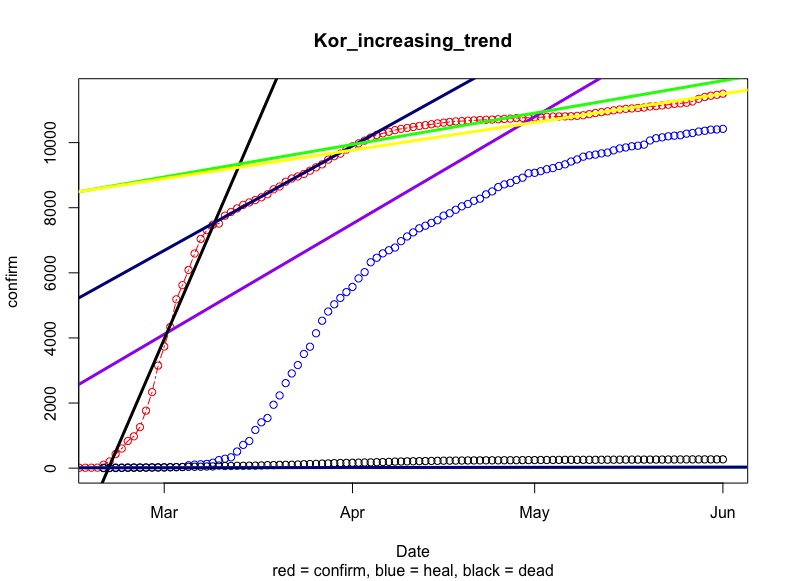 Kor_increasing_trend
confirm
10000
8000
6000
4000
2000
0
Mar Apr May Jun
Date
red = confirm, blue = heal, black = dead